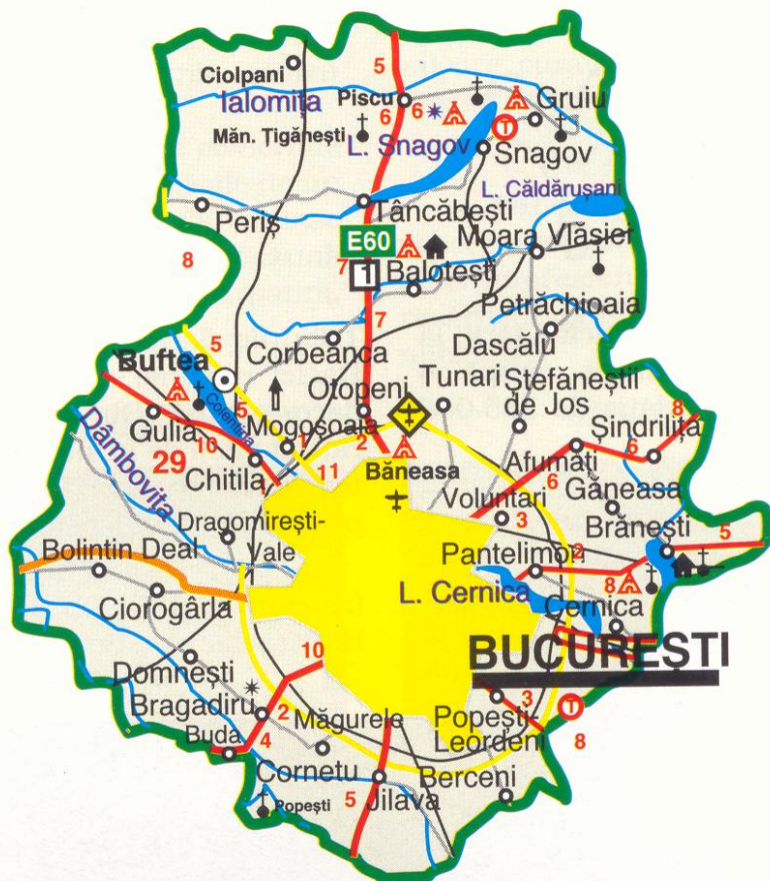 5
Ciolpani
Ialomița
Piscu
6
6
Gruiu
Măn. Țigănești
T
L. Snagov
Snagov
L. Căldărușani
Periș
Tâncăbești
E60
Moara Vlăsier
8
7
1
Balotești
7
Petrăchioaia
5
Corbeanca
Dascălu
Buftea
Otopeni
Tunari
Ștefăneștii
de Jos
5
Colentina
Dâmbovița
Gulia
10
Mogoșoaia
1
2
8
Șindrilița
6
29
Chitila
11
Băneasa
Afumați
6
Găneasa
Voluntari
3
Brănești
5
Dragomirești-
Vale
Bolintin Deal
Pantelimon
2
L. Cernica
8
Cernica
Ciorogârla
BUCUREȘTI
10
Domnești
Bragadiru
2
Măgurele
3
T
Popești-
Leordeni
8
Buda
4
Cornetu
Berceni
5
Jilava
Popești